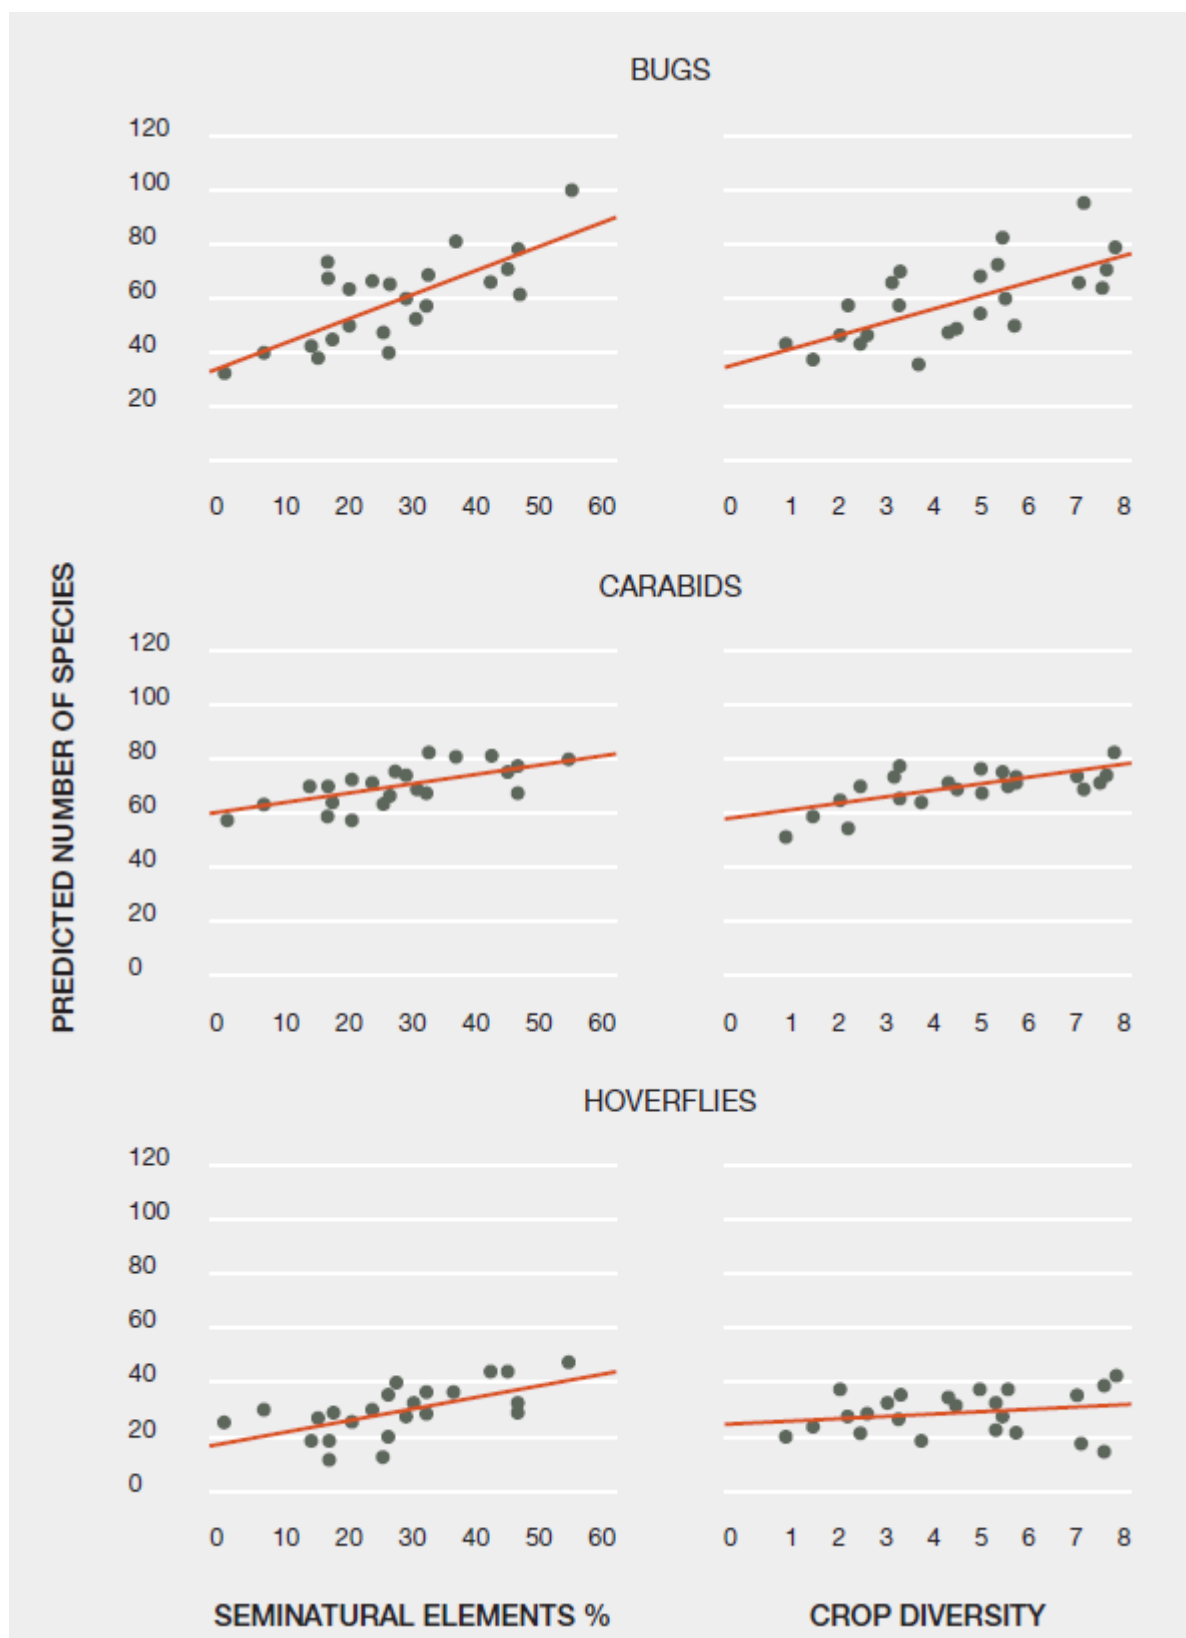 BUGS
120
100
80
60
40
20
0 10 20 30 40 50 60 0 1 2 3 4 5 6 7 8
PREDICTED NUMBER OF SPECIES
CARABIDS
120
100
80
60
40
20
0
0 10 20 30 40 50 60 0 1 2 3 4 5 6 7 8
HOVERFLIES
120
100
80
60
40
20
0
0 10 20 30 40 50 60 0 1 2 3 4 5 6 7 8
SEMINATURAL ELEMENTS % CROP DIVERSITY